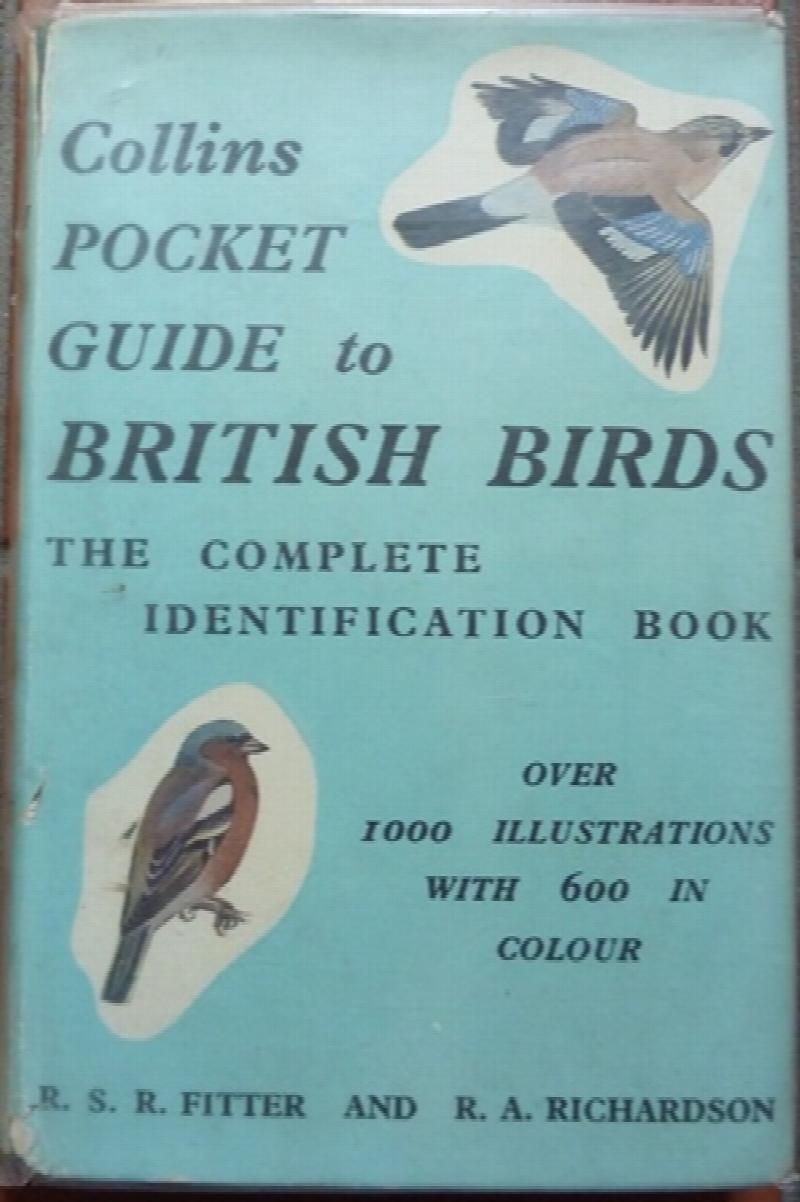 Collins
POCKET
GUIDE to
BRITISH BIRDS
THE COMPLETE
IDENTIFICATION BOOK
OVER
1000 ILLUSTRATIONS
WITH 600 IN
COLOUR
R. S. R. FITTER AND R. A. RICHARDSON